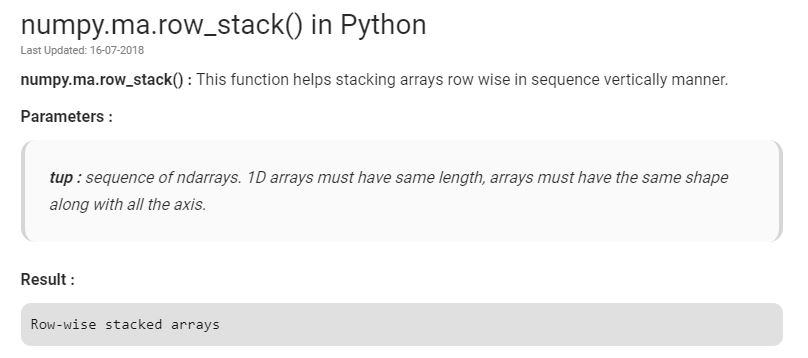 numpy.ma.row_stack() in Python
Last Updated: 16-07-2018
numpy.ma.row_stack() : This function helps stacking arrays row wise in sequence vertically manner.
Parameters :
tup : sequence of ndarrays. 1D arrays must have same length, arrays must have the same shape
along with all the axis.
Result :
Row-wise stacked arrays